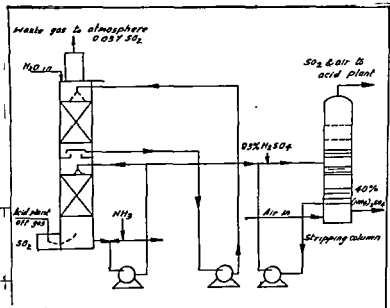 Waste gas to atmosphere
0.03% SO2
H2O in
SO2 & air to
acid plant
93% H2SO4
40%
(NH4)2SO4
Acid plant
off gas
SO2
NH3
Air in
Stripping column